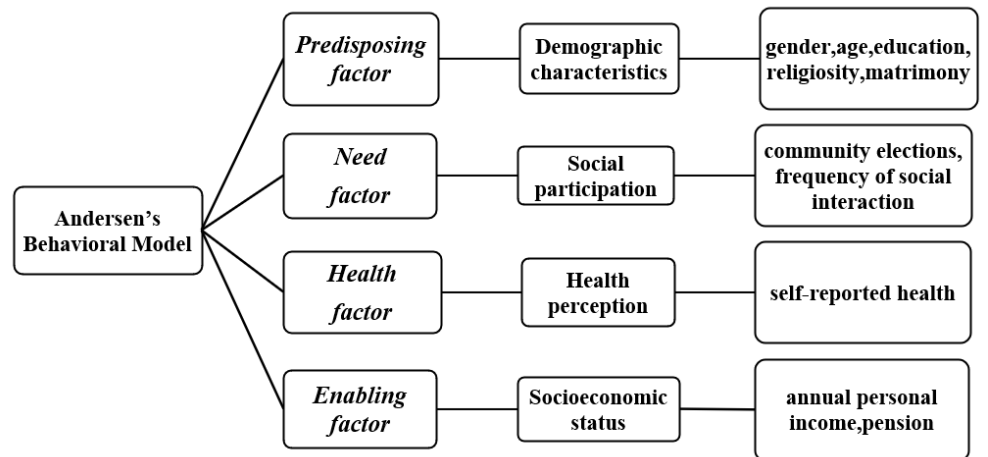 Andersen's
Behavioral Model
Predisposing
factor
Demographic
characteristics
gender,age,education,
religiosity,matrimony
Need
factor
Social
participation
community elections,
frequency of social
interaction
Health
factor
Health
perception
self-reported health
Enabling
factor
Socioeconomic
status
annual personal
income,pension